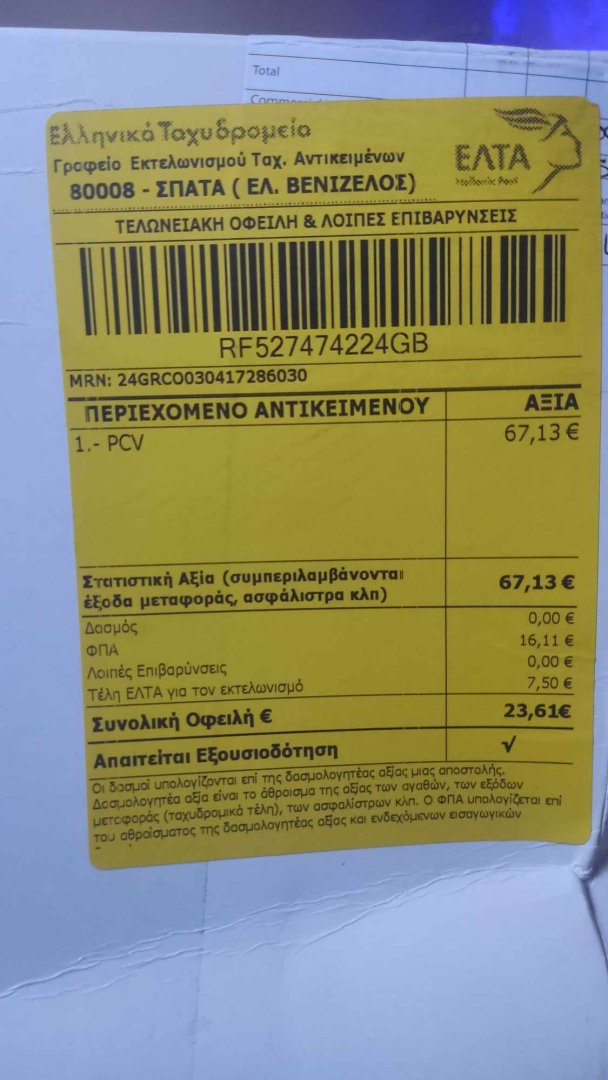 Total
Ελληνικά Ταχυδρομεία
Γραφείο Εκτελωνισμού Ταχ. Αντικειμένων
80008 - ΣΠΑΤΑ ( ΕΛ. ΒΕΝΙΖΕΛΟΣ)
ΕΛΤΑ
Hellenic Post
ΤΕΛΩΝΕΙΑΚΗ ΟΦΕΙΛΗ & ΛΟΙΠΕΣ ΕΠΙΒΑΡΥΝΣΕΙΣ
RF527474224GB
MRN: 24GRCO030417286030
ΠΕΡΙΕΧΟΜΕΝΟ ΑΝΤΙΚΕΙΜΕΝΟΥ ΑΞΙΑ
1.- PCV 67,13 €
Στατιστική Αξία (συμπεριλαμβάνονται
έξοδα μεταφοράς, ασφάλιστρα κλπ) 67,13 €
Δασμός 0,00 €
ΦΠΑ 16,11 €
Λοιπές Επιβαρύνσεις 0,00 €
Τέλη ΕΛΤΑ για τον εκτελωνισμό 7,50 €
Συνολική Οφειλή € 23,61€
Απαιτείται Εξουσιοδότηση √
Οι δασμοί υπολογίζονται επί της δασμολογητέας αξίας μιας αποστολής.
Δασμολογητέα αξία είναι το άθροισμα της αξίας των αγαθών, των εξόδων
μεταφοράς (ταχυδρομικά τέλη), των ασφαλίστρων κλπ. Ο ΦΠΑ υπολογίζεται επί
του αθροίσματος της δασμολογητέας αξίας και ενδεχόμενων εισαγωγικών